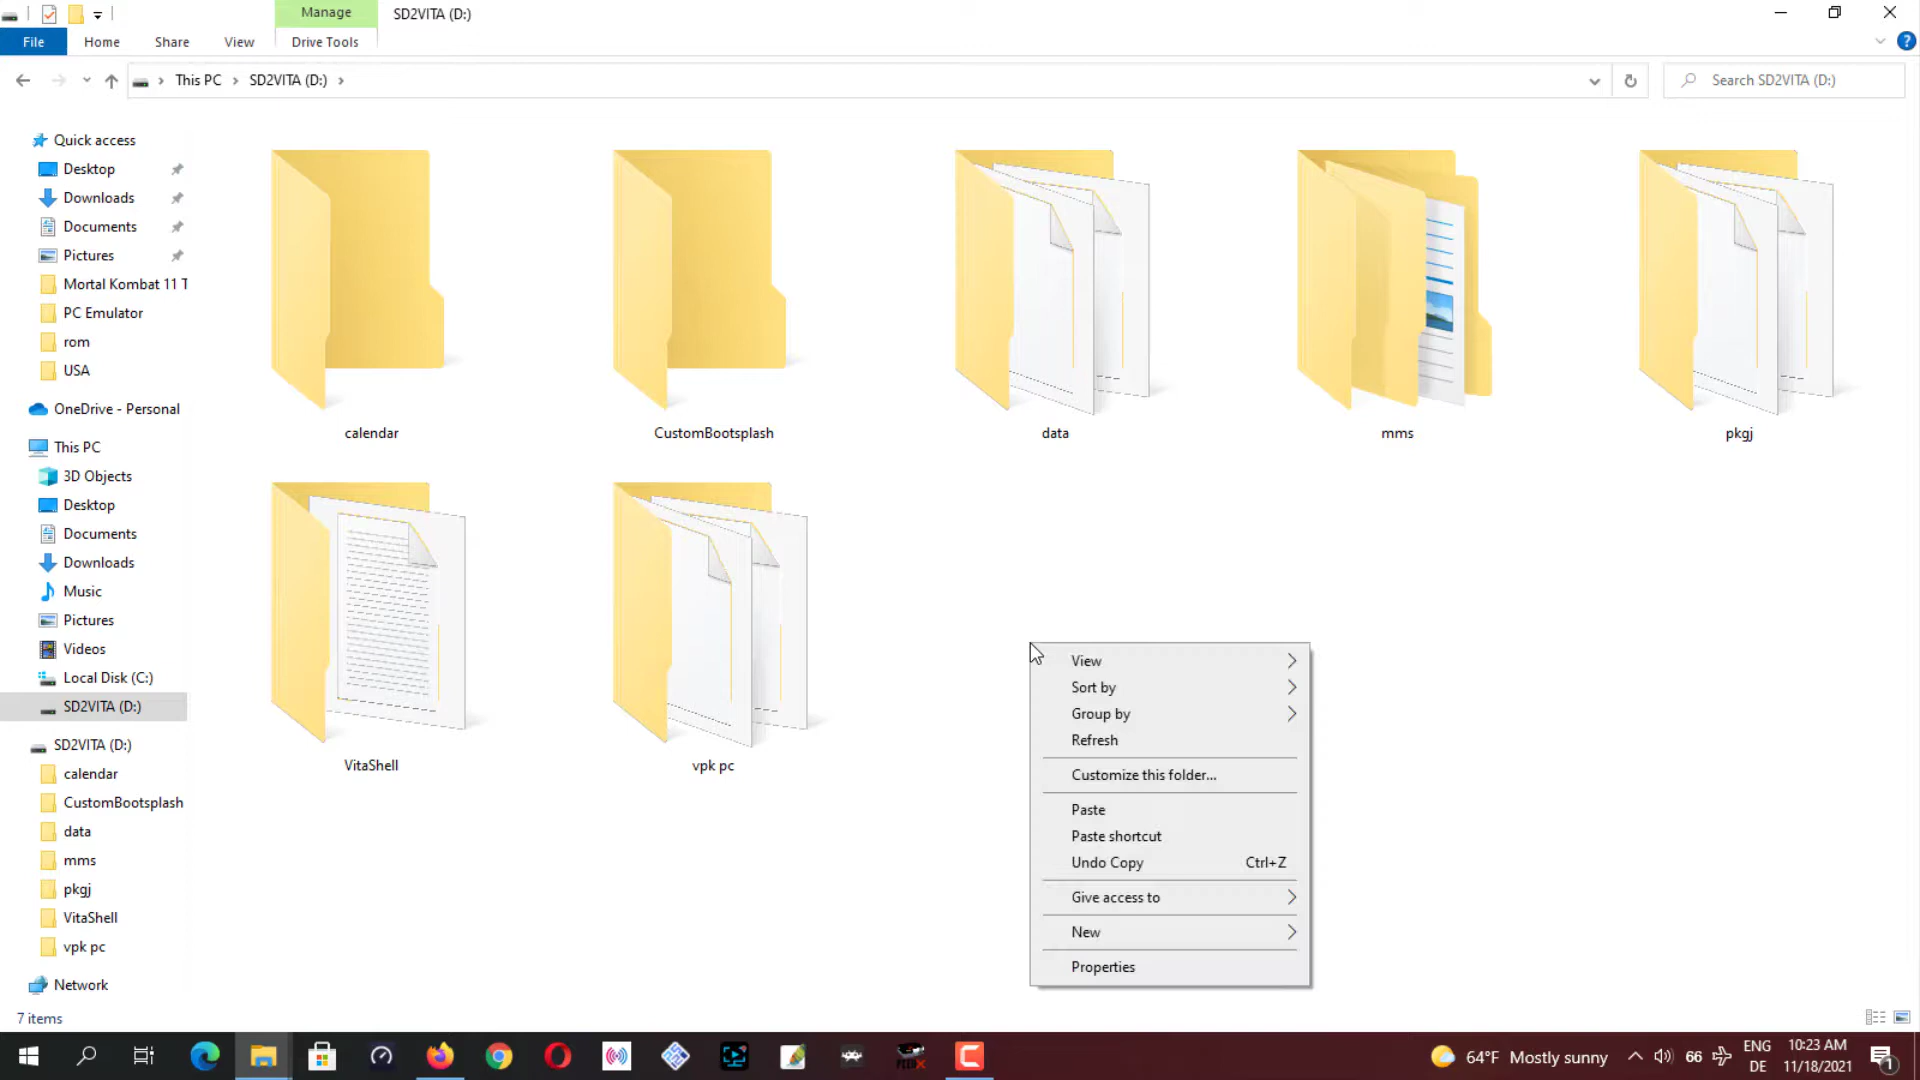 Manage
SD2VITA (D:)
File
Home
Share
View
Drive Tools
This PC
SD2VITA (D:)
Search SD2VITA (D:)
Quick access
Desktop
Downloads
Documents
Pictures
Mortal Kombat 11 T
PC Emulator
rom
USA
OneDrive - Personal
This PC
3D Objects
Desktop
Documents
Downloads
Music
Pictures
Videos
Local Disk (C:)
SD2VITA (D:)
SD2VITA (D:)
calendar
CustomBootsplash
data
mms
pkgj
VitaShell
vpk pc
Network
calendar
CustomBootsplash
data
mms
pkgj
VitaShell
vpk pc
View
Sort by
Group by
Refresh
Customize this folder...
Paste
Paste shortcut
Undo Copy Ctrl+Z
Give access to
New
Properties
7 items
64°F Mostly sunny
66
ENG
DE
10:23 AM
11/18/2021
1